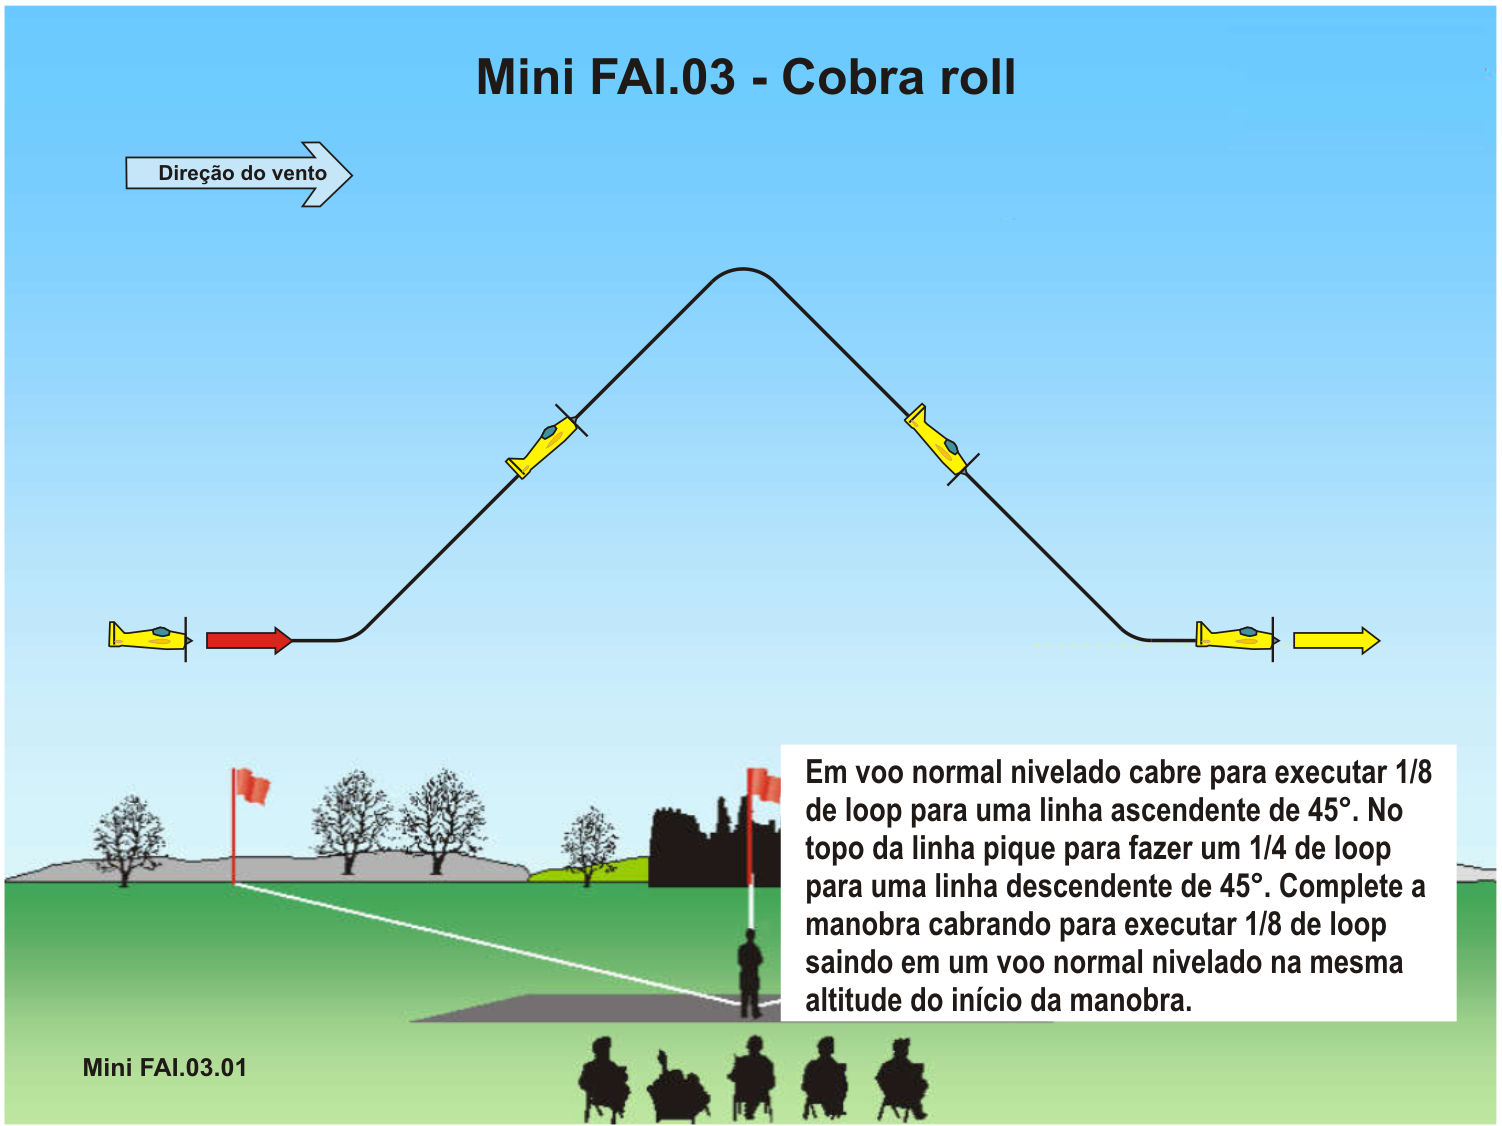 Mini FAI.03 - Cobra roll
Direção do vento
Em voo normal nivelado cabre para executar 1/8
de loop para uma linha ascendente de 45°. No
topo da linha pique para fazer um 1/4 de loop
para uma linha descendente de 45°. Complete a
manobra cabrando para executar 1/8 de loop
saindo em um voo normal nivelado na mesma
altitude do início da manobra.
Mini FAI.03.01